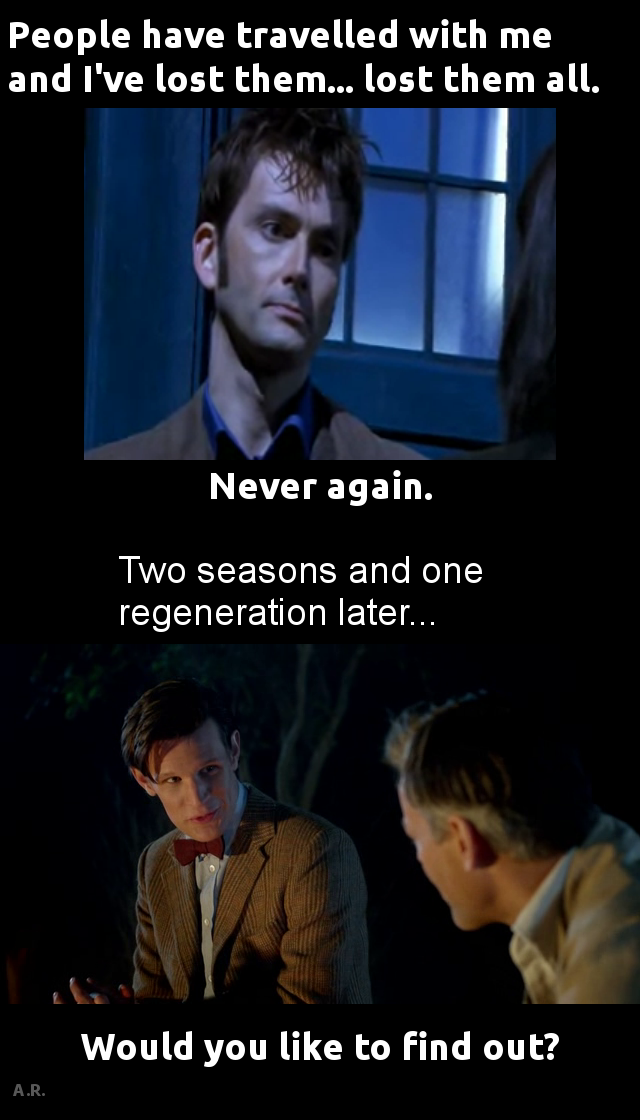 People have travelled with me
and I've lost them... lost them all.
Never again.
Two seasons and one
regeneration later...
Would you like to find out?
A.R.